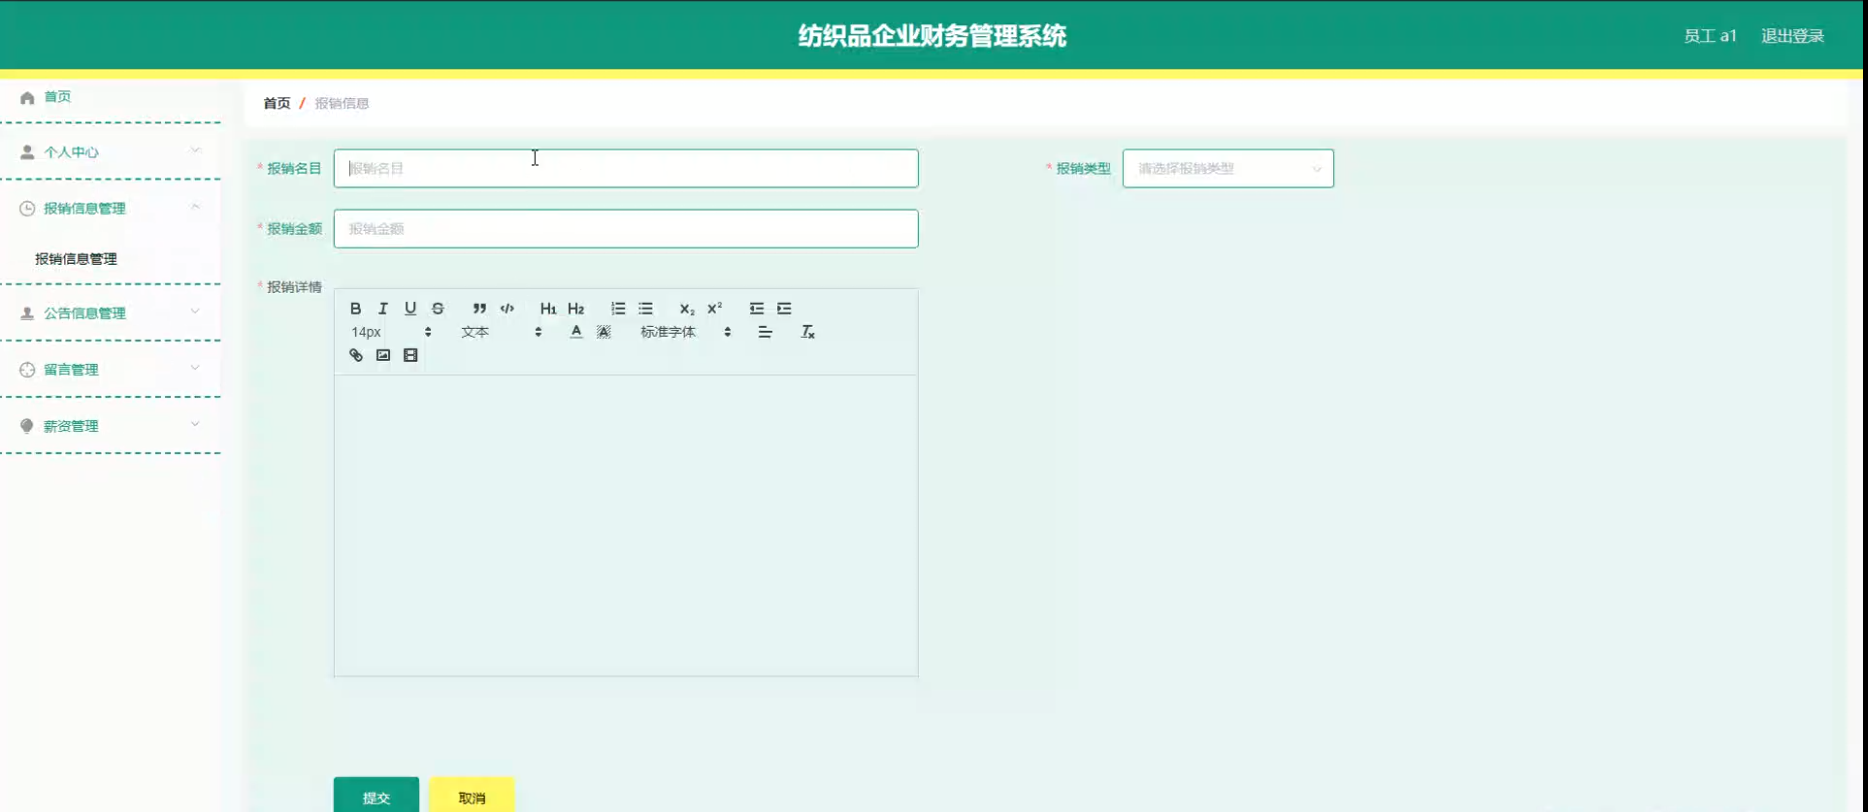 纺织品企业财务管理系统
员工 a1 退出登录
首页
个人中心
报销信息管理
报销信息管理
公告信息管理
留言管理
薪资管理
首页 / 报销信息
* 报销名目 报销名目
* 报销类型 请选择报销类型
* 报销金额 报销金额
* 报销详情
B I U S ” </> H1 H2 X₂ X²
14px 文本 A A 标准字体 Tx
提交 取消